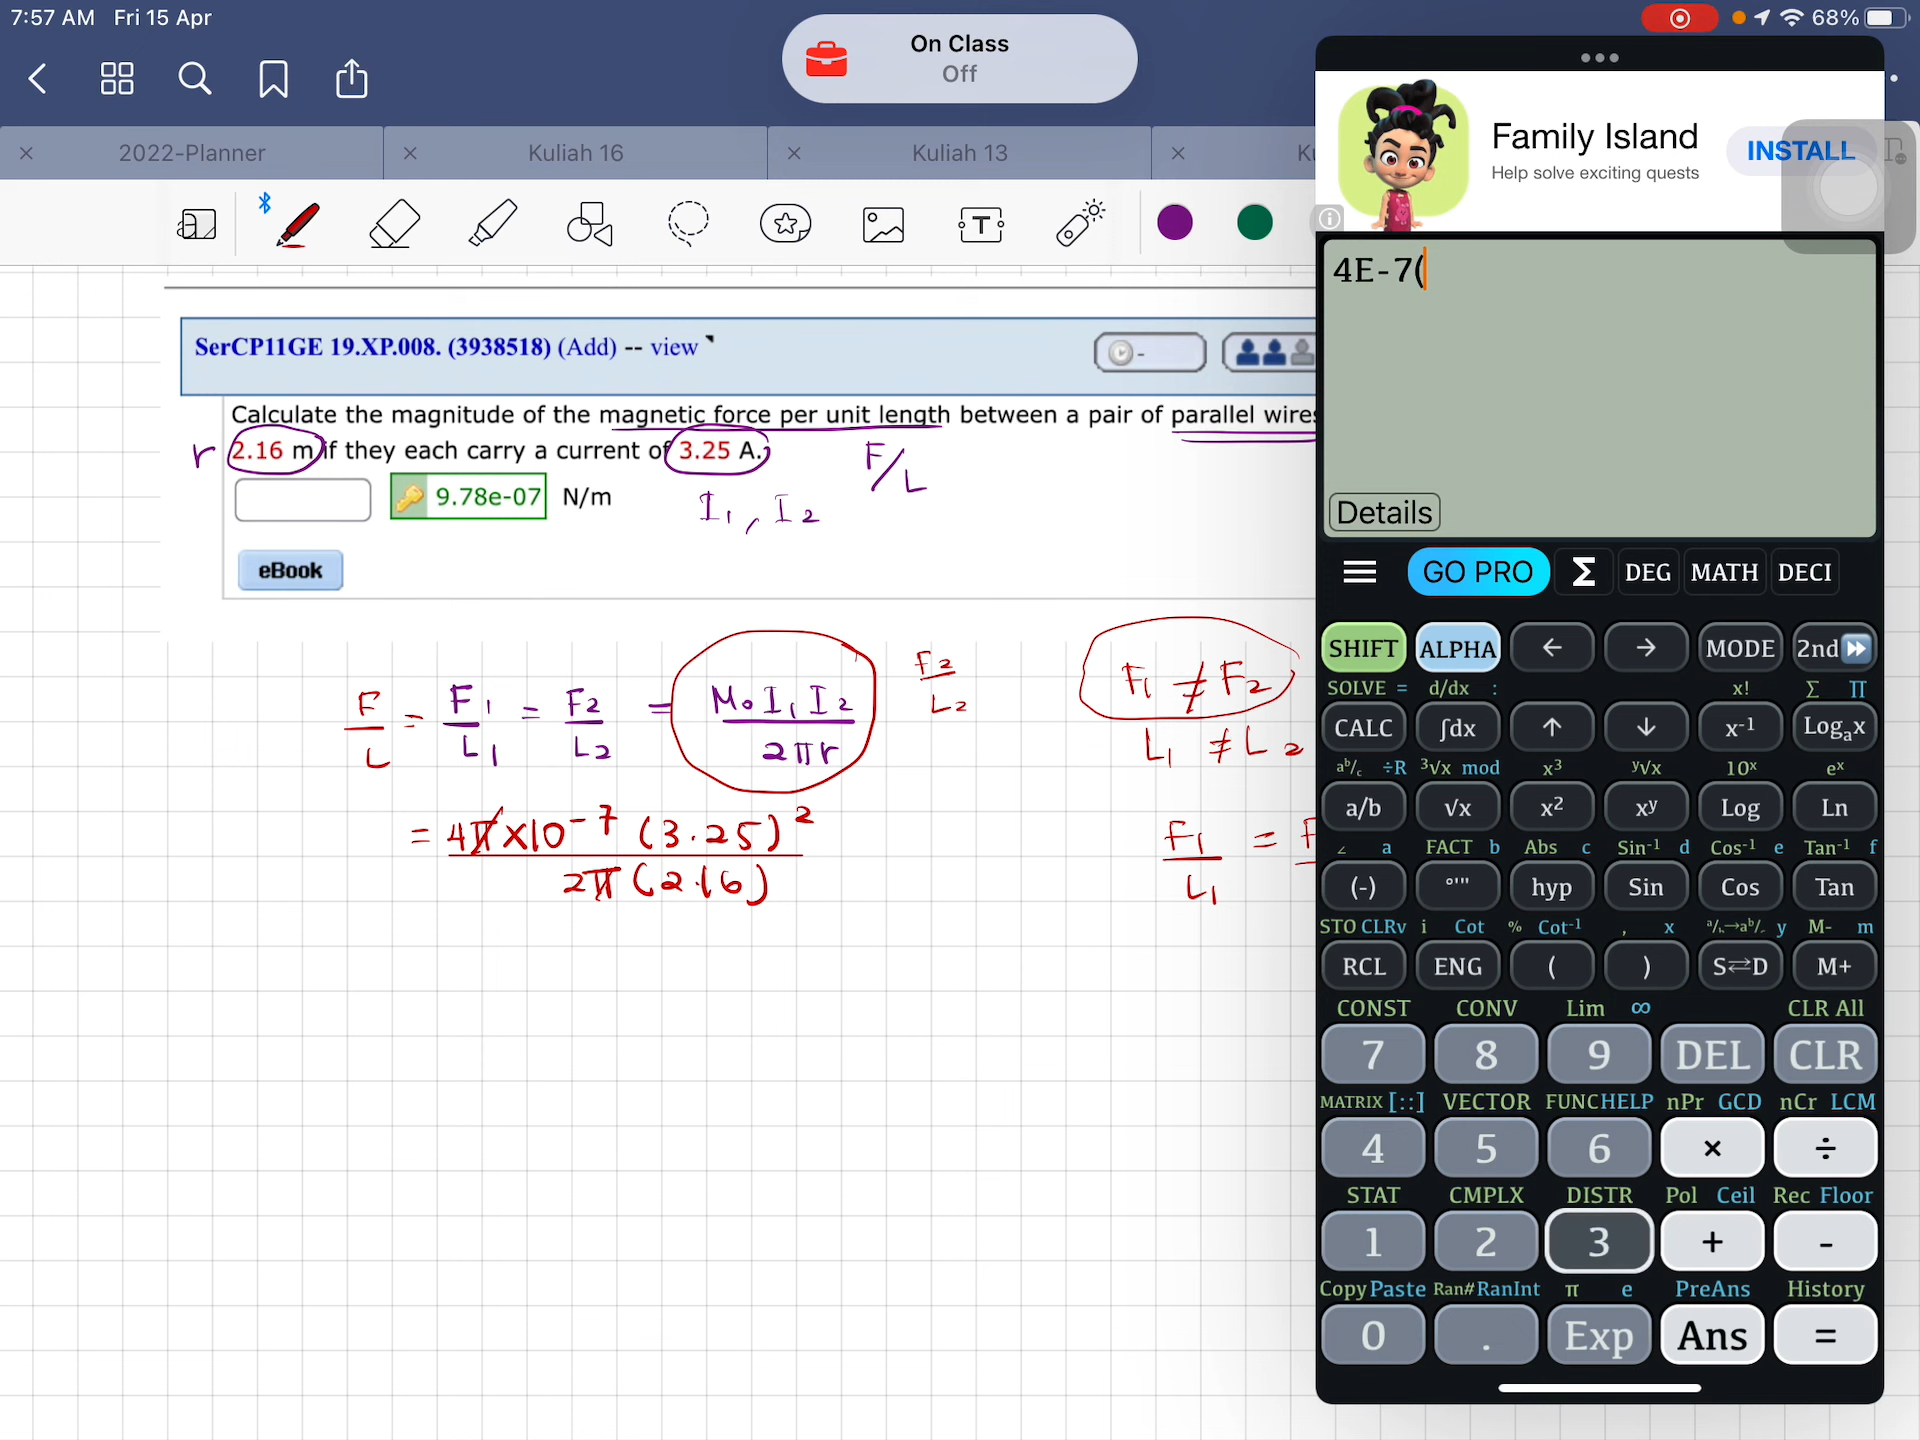 7:57 AM Fri 15 Apr
68%
On Class
Off
2022-Planner
Kuliah 16
Kuliah 13
Ku
T
Family Island
Help solve exciting quests
INSTALL
4E-7(
Details
SerCP11GE 19.XP.008. (3938518) (Add) -- view
-
Calculate the magnitude of the magnetic force per unit length between a pair of parallel wires
r 2.16 m if they each carry a current of 3.25 A.
F/L
9.78e-07 N/m
I₁, I₂
eBook
F/L = F₁/L₁ = F₂/L₂ = M₀I₁I₂/2πr
F₂/L₂
F₁ ≠ F₂
L₁ ≠ L₂
= 4π×10⁻⁷ (3.25)²
2π(2.16)
F₁/L₁ = F
GO PRO Σ DEG MATH DECI
SHIFT ALPHA ← → MODE 2nd
SOLVE = d/dx : x! Σ Π
CALC ∫dx ↑ ↓ x⁻¹ Logₐx
aᵇ/c ÷R ³√x mod x³ ʸ√x 10ˣ eˣ
a/b √x x² xʸ Log Ln
∠ a FACT b Abs c Sin⁻¹ d Cos⁻¹ e Tan⁻¹ f
(-) °'" hyp Sin Cos Tan
STO CLRv i Cot % Cot⁻¹ , x y M- m
RCL ENG ( ) S⇄D M+
CONST CONV Lim ∞ CLR All
7 8 9 DEL CLR
MATRIX [::] VECTOR FUNC HELP nPr GCD nCr LCM
4 5 6 × ÷
STAT CMPLX DISTR Pol Ceil Rec Floor
1 2 3 + -
Copy Paste Ran# RanInt π e PreAns History
0 . Exp Ans =